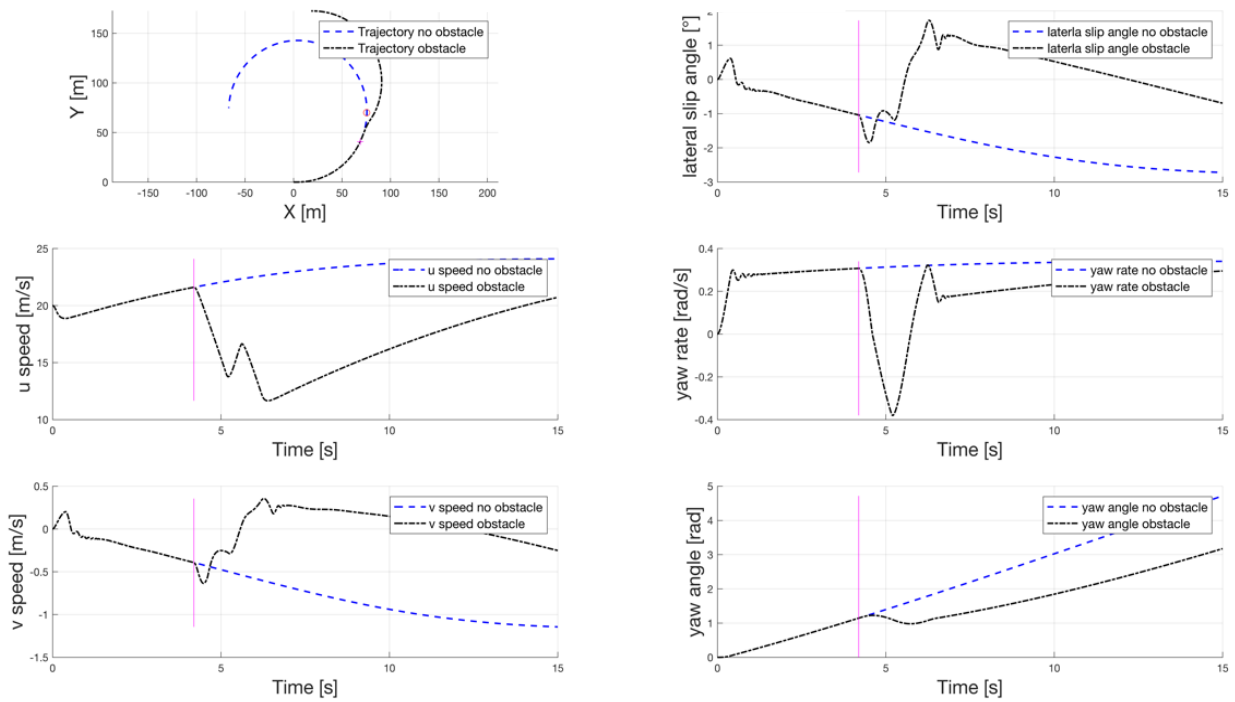 150
100
50
0
Y [m]
Trajectory no obstacle
Trajectory obstacle
-150 -100 -50 0 50 100 150 200
X [m]
2
1
0
-1
-2
-3
lateral slip angle [°]
laterla slip angle no obstacle
lateral slip angle obstacle
0 5 10 15
Time [s]
25
20
15
10
u speed [m/s]
u speed no obstacle
u speed obstacle
0 5 10 15
Time [s]
0.4
0.2
0
-0.2
-0.4
yaw rate [rad/s]
yaw rate no obstacle
yaw rate obstacle
0 5 10 15
Time [s]
0.5
0
-0.5
-1
-1.5
v speed [m/s]
v speed no obstacle
v speed obstacle
0 5 10 15
Time [s]
5
4
3
2
1
0
yaw angle [rad]
yaw angle no obstacle
yaw angle obstacle
0 5 10 15
Time [s]